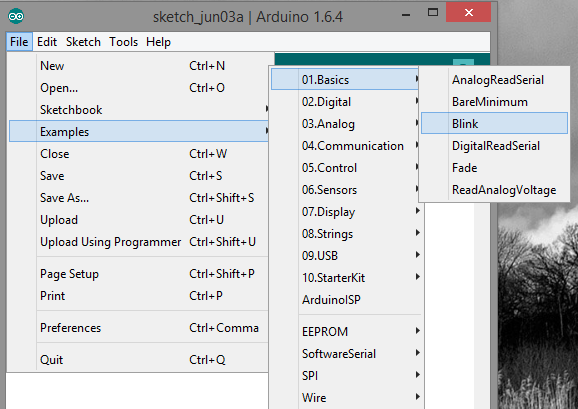 sketch_jun03a | Arduino 1.6.4
File Edit Sketch Tools Help
New Ctrl+N
Open... Ctrl+O
Sketchbook
Examples
Close Ctrl+W
Save Ctrl+S
Save As... Ctrl+Shift+S
Upload Ctrl+U
Upload Using Programmer Ctrl+Shift+U
Page Setup Ctrl+Shift+P
Print Ctrl+P
Preferences Ctrl+Comma
Quit Ctrl+Q
01.Basics
02.Digital
03.Analog
04.Communication
05.Control
06.Sensors
07.Display
08.Strings
09.USB
10.StarterKit
ArduinoISP
EEPROM
SoftwareSerial
SPI
Wire
AnalogReadSerial
BareMinimum
Blink
DigitalReadSerial
Fade
ReadAnalogVoltage